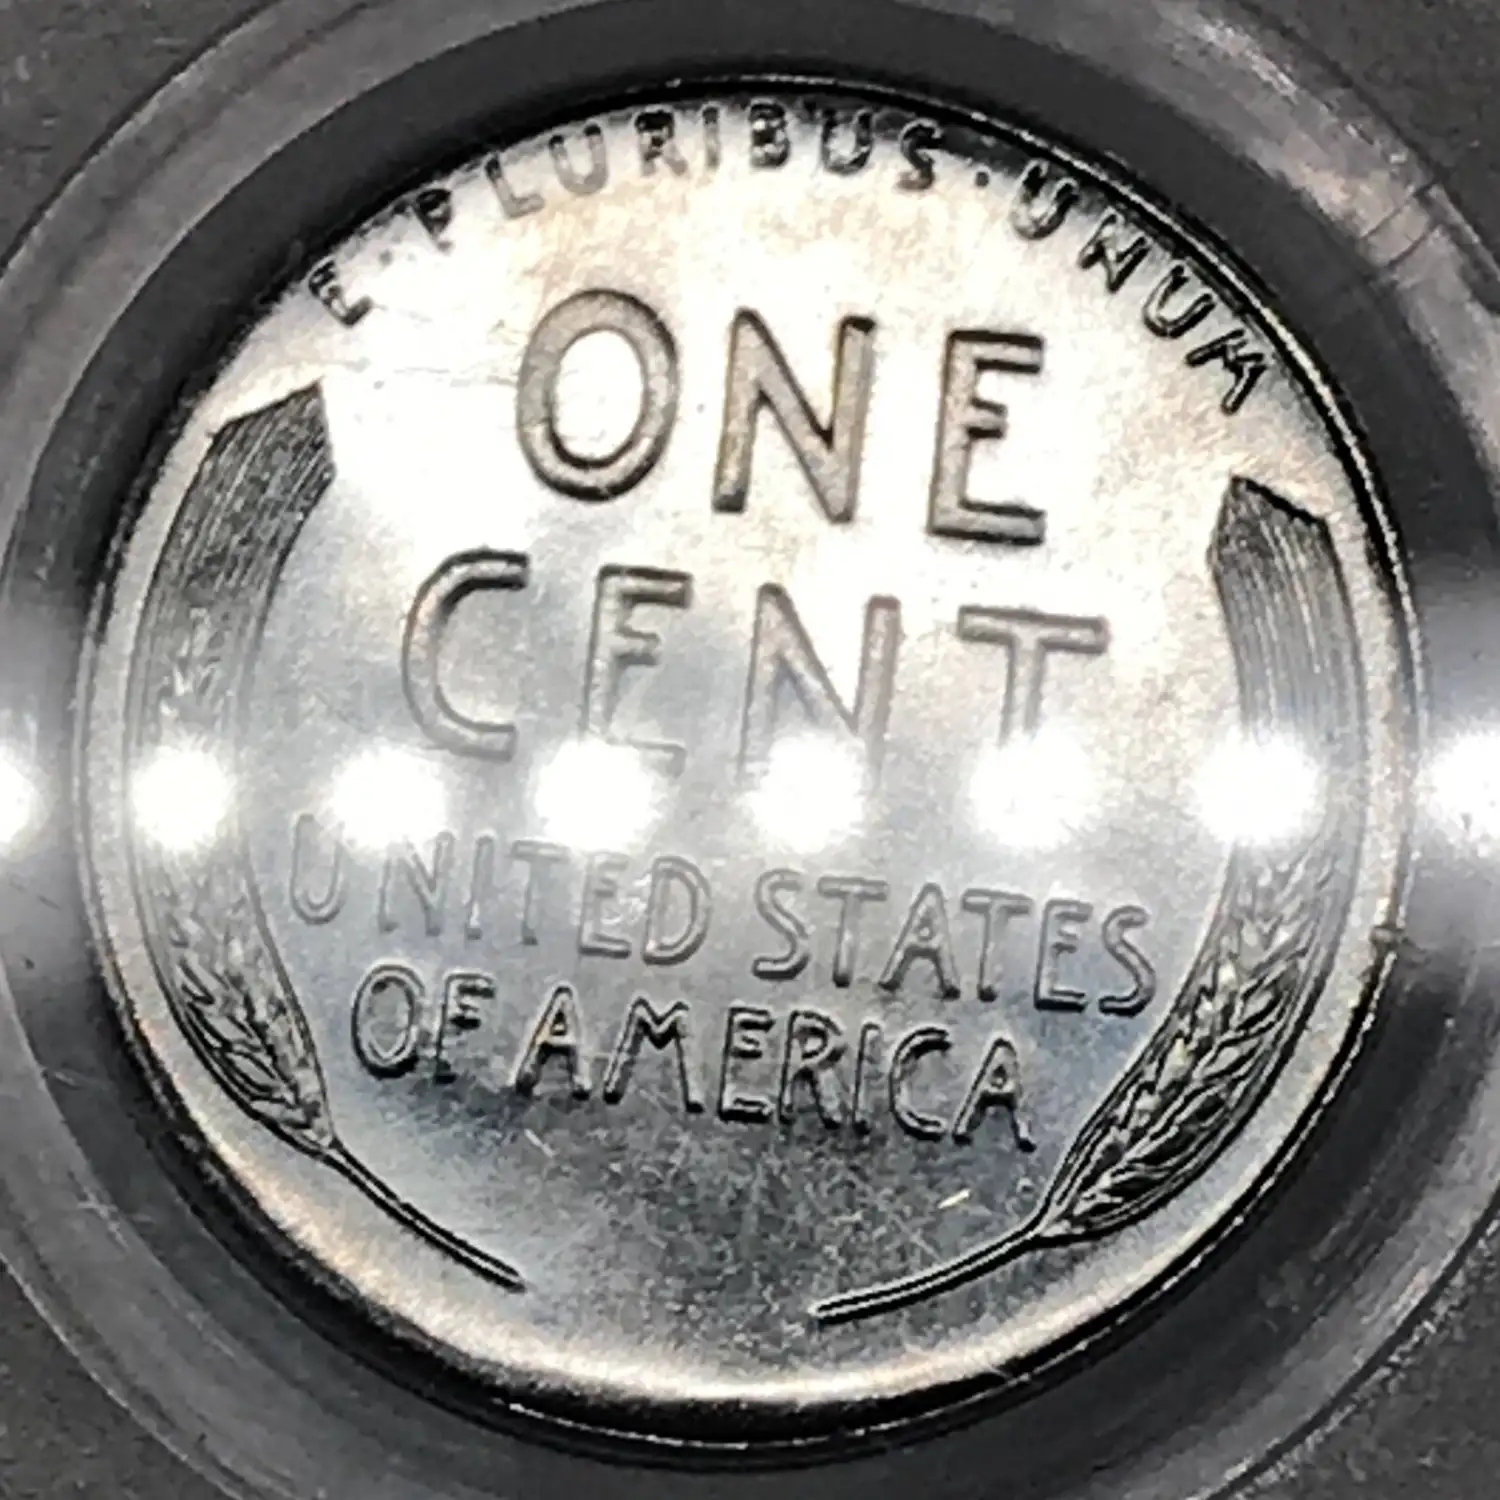 E·PLURIBUS·UNUM
ONE
CENT
UNITED STATES
OF AMERICA